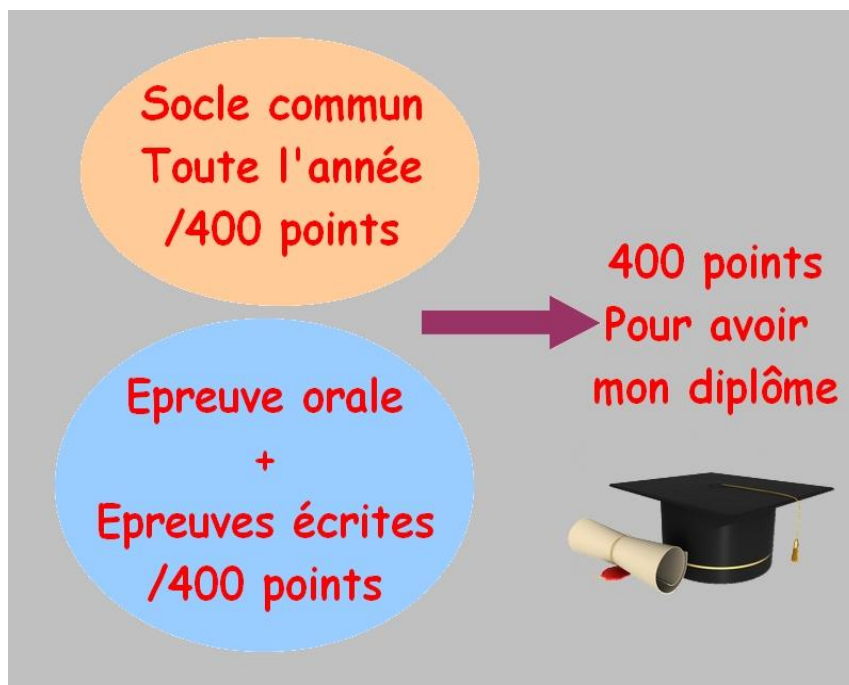 Socle commun
Toute l'année
/400 points
Epreuve orale
+
Epreuves écrites
/400 points
400 points
Pour avoir
mon diplôme